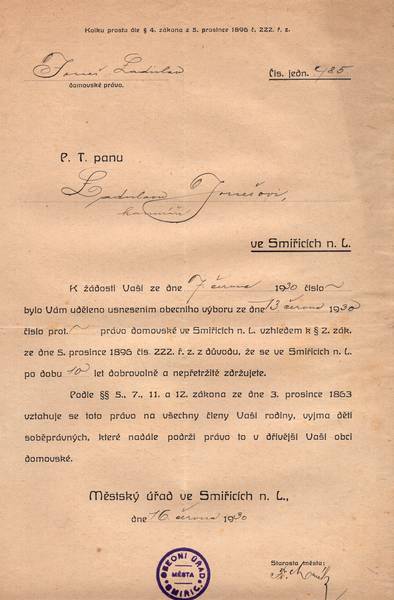 Kolku prosto dle § 4. zákona z 5. prosince 1896 č. 222. ř. z.
Jomeš Ladislav
domovské právo.
Čís. jedn. 485.
P. T. panu
Ladislavu Jomešovi,
ve Smiřicích n. L.
K žádosti Vaší ze dne 7. června 1930 číslo ~
bylo Vám uděleno usnesením obecního výboru ze dne 13 června 1930
číslo prot. ~ právo domovské ve Smiřicích n. L. vzhledem k § 2. zák.
ze dne 5. prosince 1896 čís. 222. ř. z. z důvodu, že se ve Smiřicích n. L.
po dobu 10 let dobrovolně a nepřetržitě zdržujete.
Podle §§ 5., 7., 11. a 12. zákona ze dne 3. prosince 1863
vztahuje se toto právo na všechny členy Vaší rodiny, vyjma děti
soběprávných, které nadále podrží právo to v dřívější Vaší obci
domovské.
Městský úřad ve Smiřicích n. L.,
dne 16. června 1930
Starosta města:
OBECNÍ ÚŘAD
MĚSTA
SMIŘIC